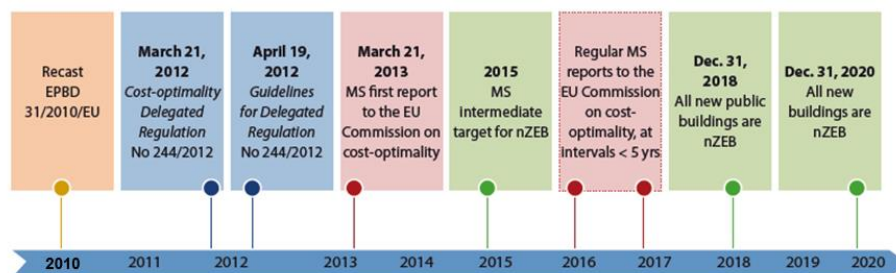 Recast
EPBD
31/2010/EU
March 21,
2012
Cost-optimality
Delegated
Regulation
No 244/2012
April 19,
2012
Guidelines
for Delegated
Regulation
No 244/2012
March 21,
2013
MS first report
to the EU
Commission on
cost-optimality
2015
MS
intermediate
target for nZEB
Regular MS
reports to the
EU Commission
on cost-
optimality, at
intervals < 5 yrs
Dec. 31,
2018
All new public
buildings are
nZEB
Dec. 31, 2020
All new
buildings are
nZEB
2010 2011 2012 2013 2014 2015 2016 2017 2018 2019 2020